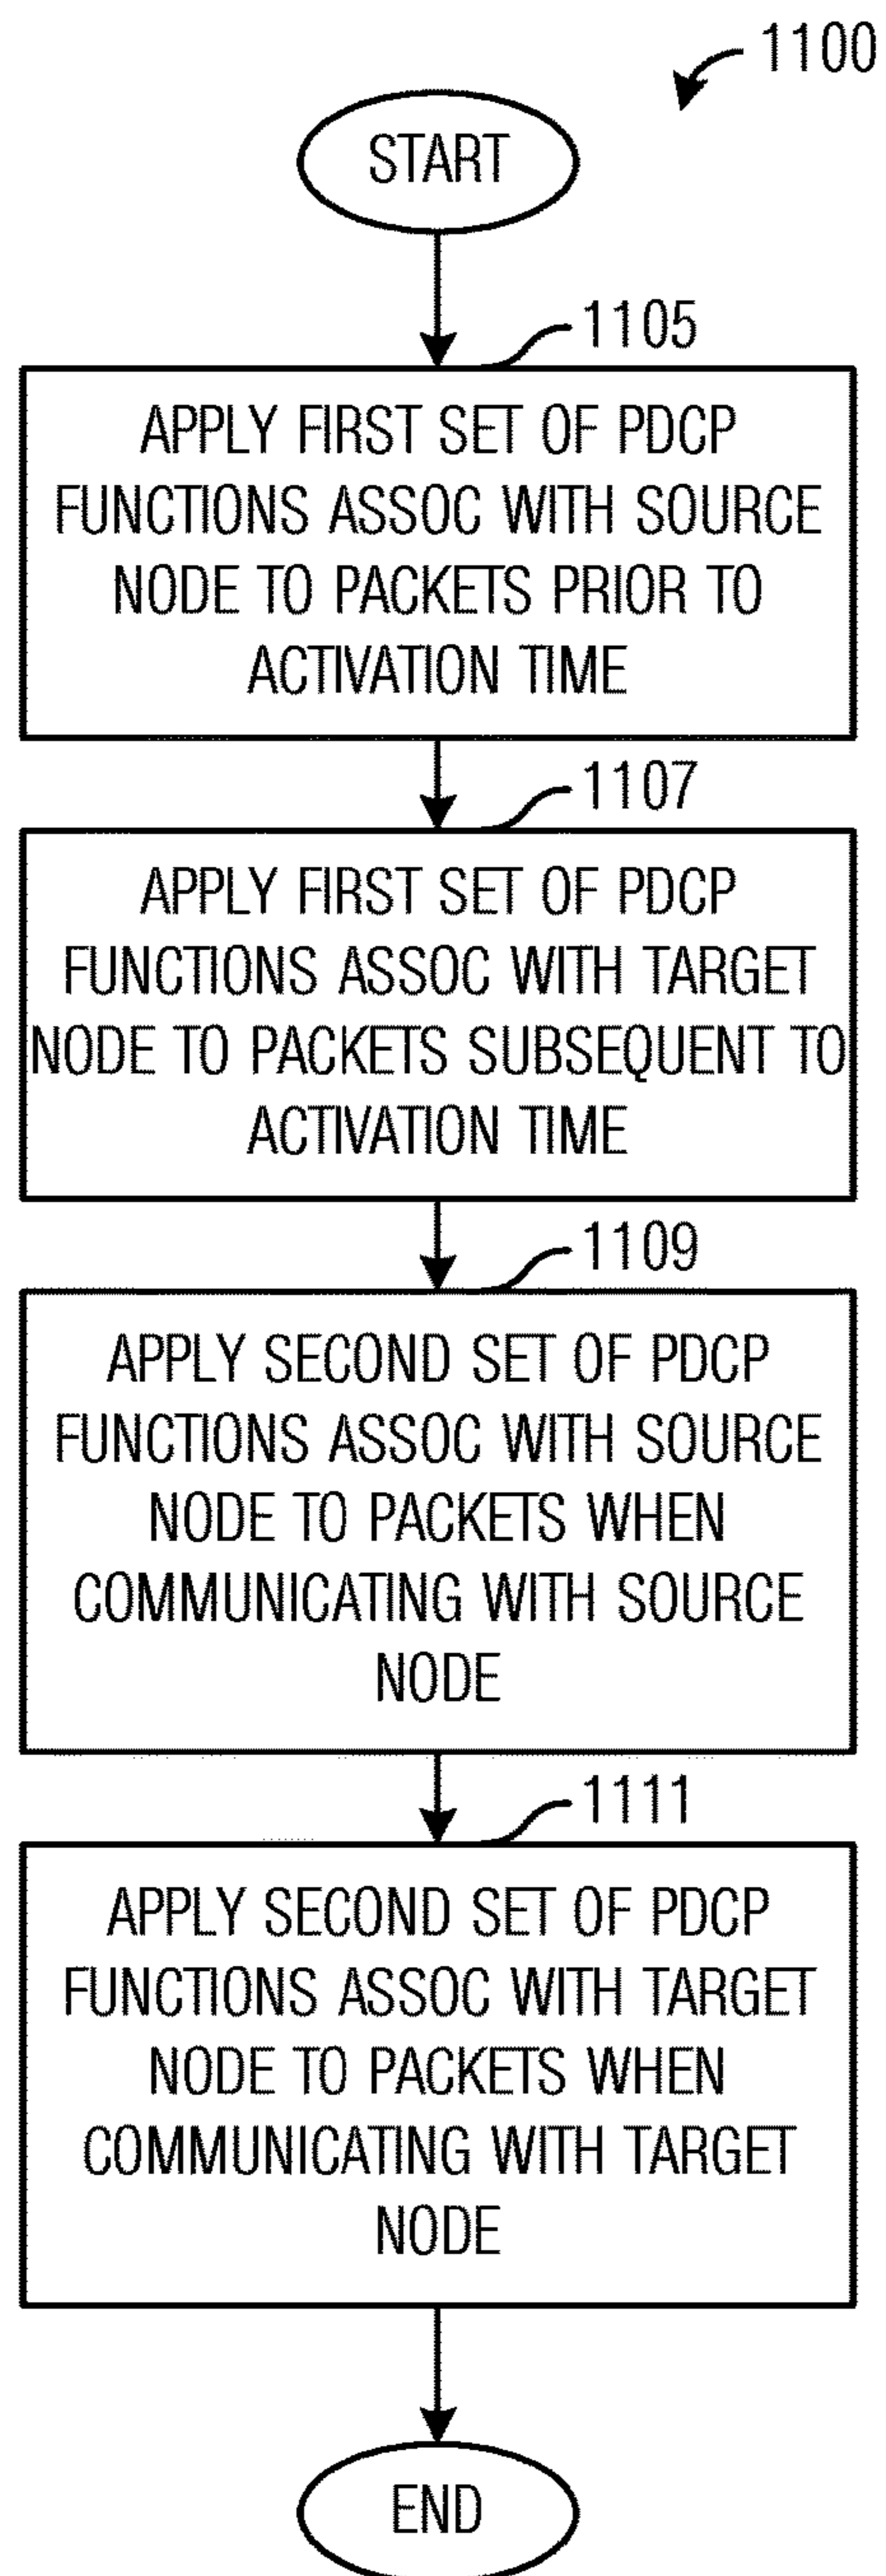 1100
START
1105
APPLY FIRST SET OF PDCP
FUNCTIONS ASSOC WITH SOURCE
NODE TO PACKETS PRIOR TO
ACTIVATION TIME
1107
APPLY FIRST SET OF PDCP
FUNCTIONS ASSOC WITH TARGET
NODE TO PACKETS SUBSEQUENT TO
ACTIVATION TIME
1109
APPLY SECOND SET OF PDCP
FUNCTIONS ASSOC WITH SOURCE
NODE TO PACKETS WHEN
COMMUNICATING WITH SOURCE
NODE
1111
APPLY SECOND SET OF PDCP
FUNCTIONS ASSOC WITH TARGET
NODE TO PACKETS WHEN
COMMUNICATING WITH TARGET
NODE
END